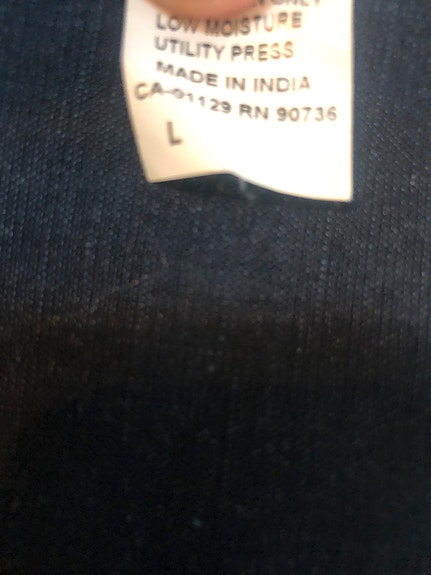 LOW MOISTURE
UTILITY PRESS
MADE IN INDIA
CA-01129 RN 90736
L